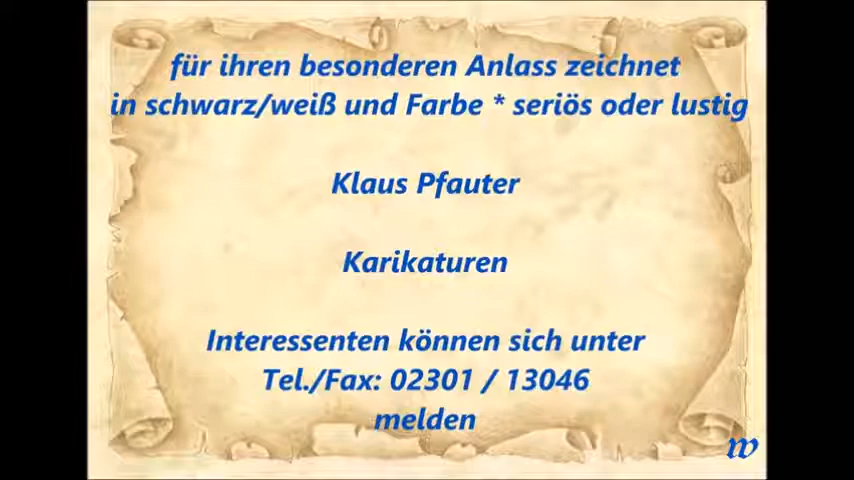 für ihren besonderen Anlass zeichnet
in schwarz/weiß und Farbe * seriös oder lustig
Klaus Pfauter
Karikaturen
Interessenten können sich unter
Tel./Fax: 02301 / 13046
melden
w